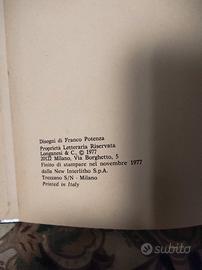 Disegni di Franco Potenza
Proprietà Letteraria Riservata
Longanesi & C., © 1977
20122 Milano, Via Borghetto, 5
Finito di stampare nel novembre 1977
dalla New Interlitho S.p.A.
Trezzano S/N - Milano
Printed in Italy
subito